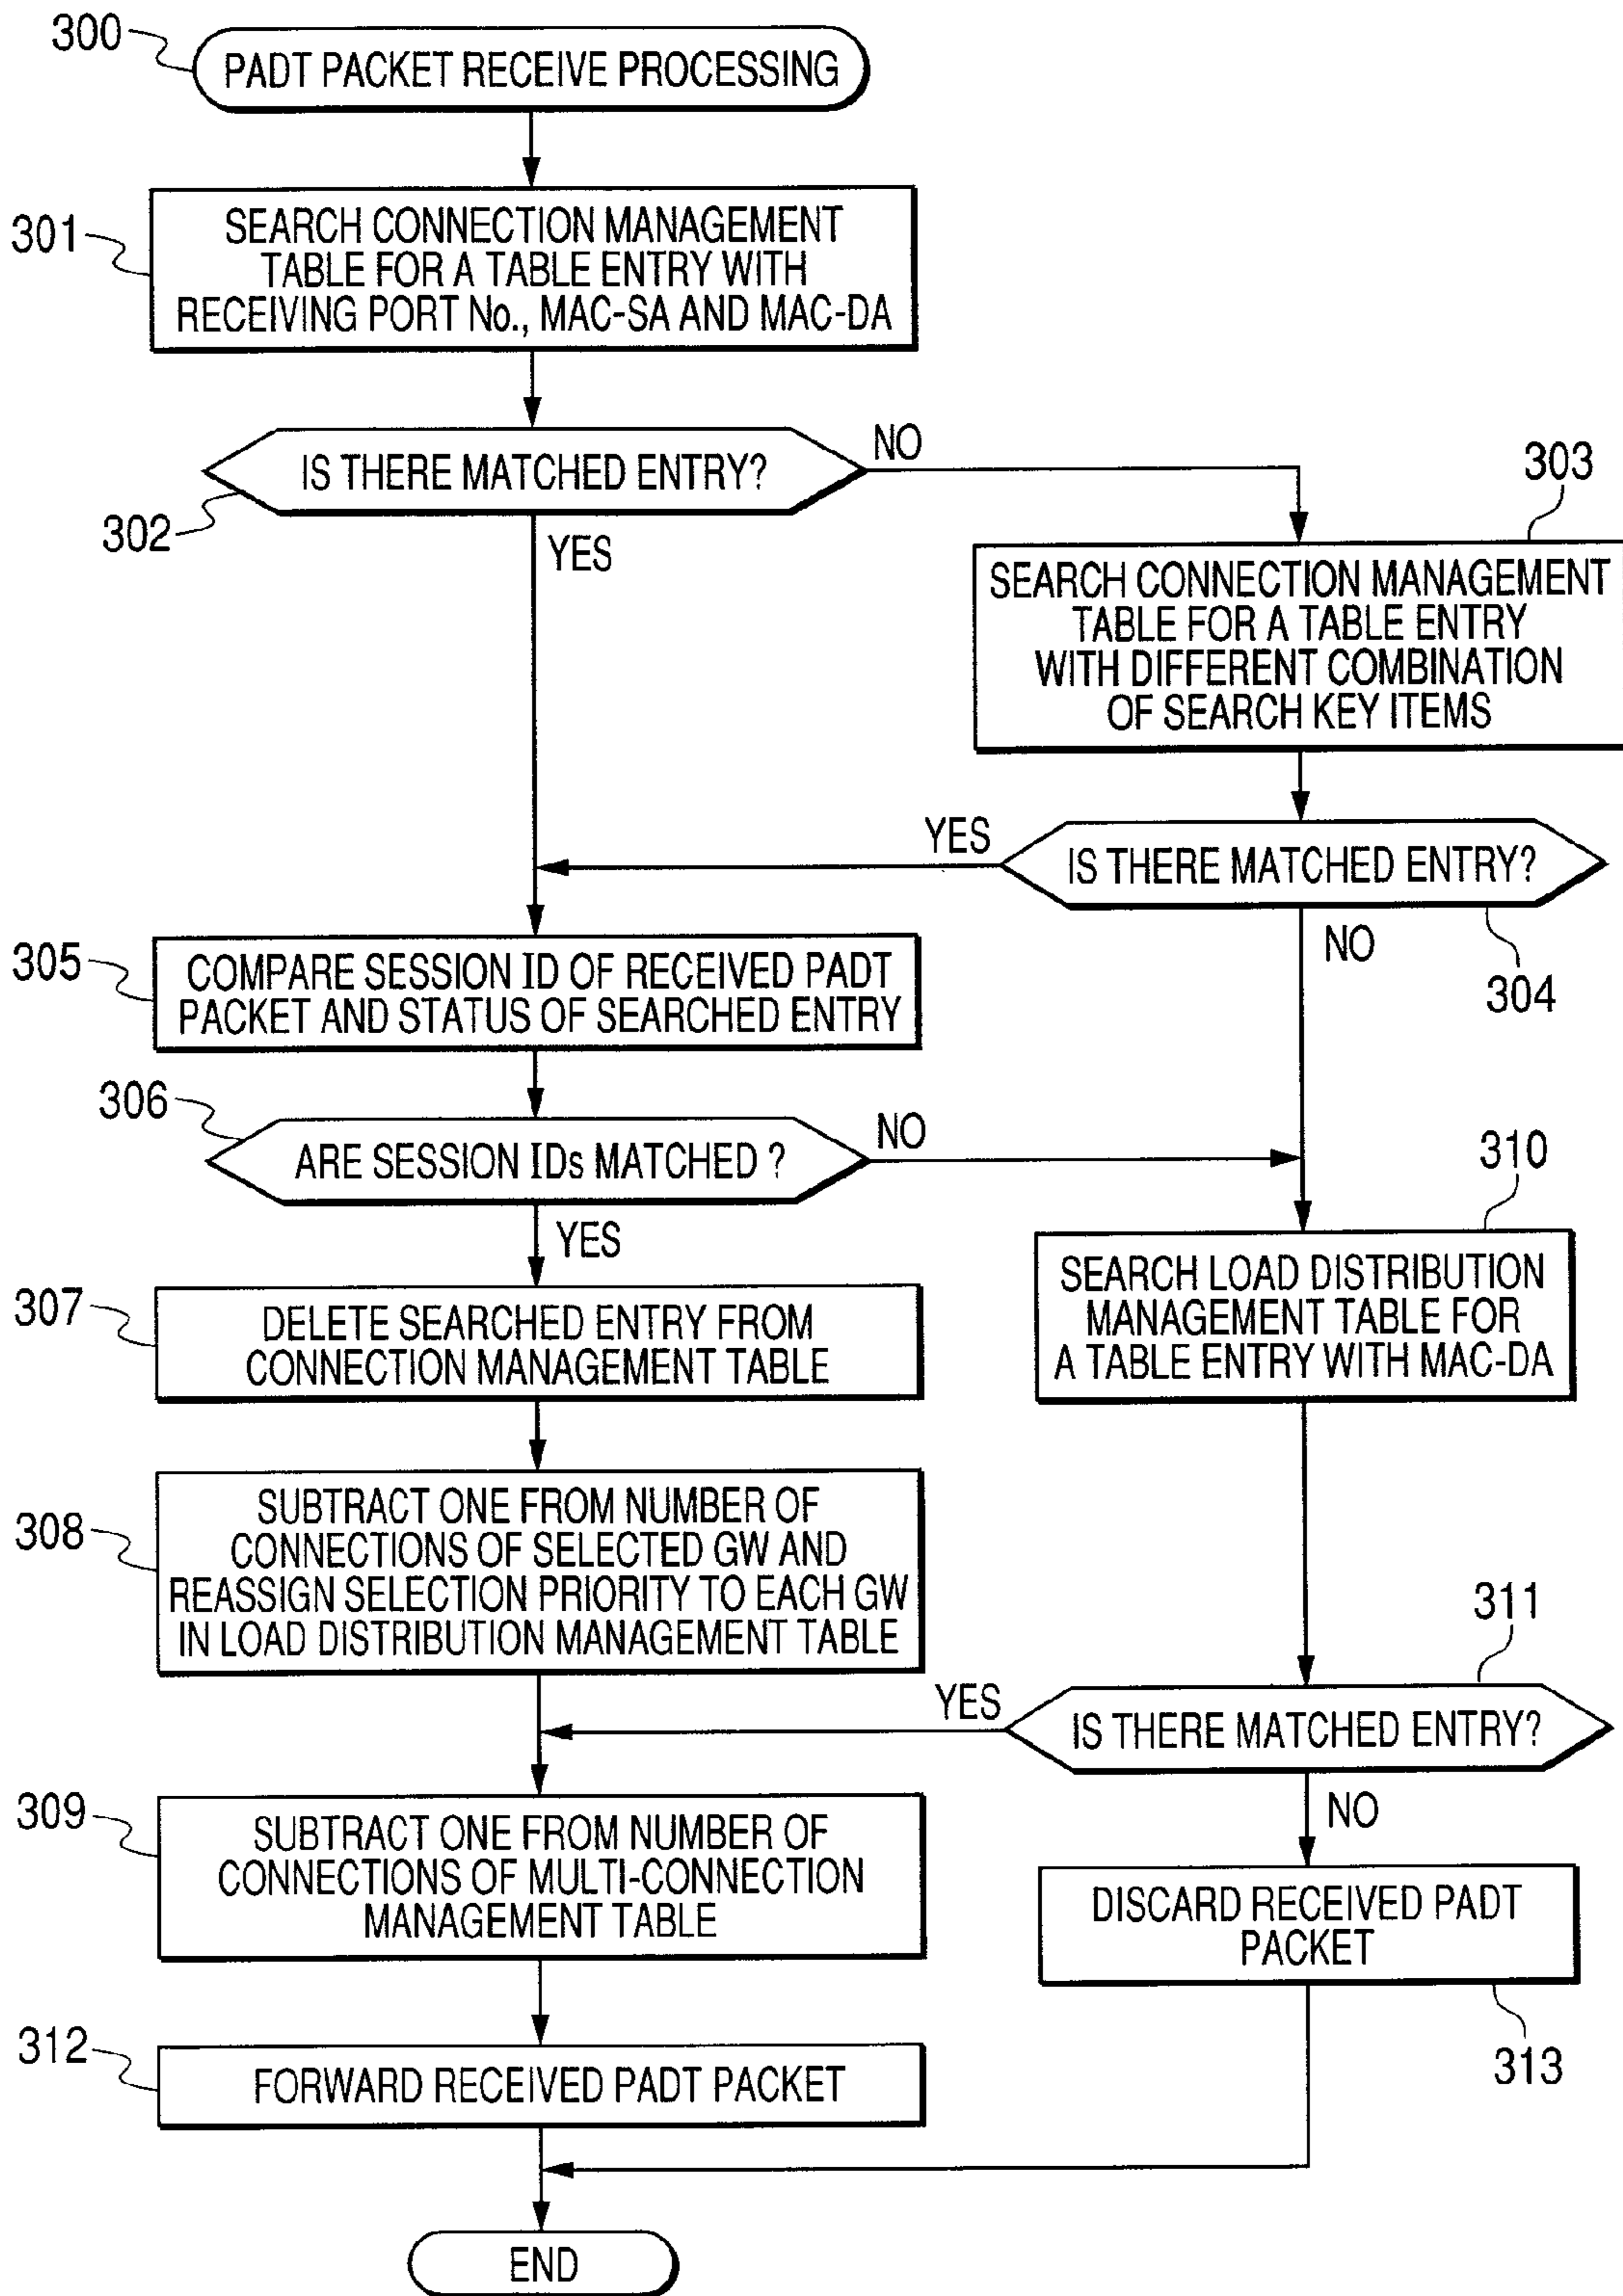 300
PADT PACKET RECEIVE PROCESSING
301
SEARCH CONNECTION MANAGEMENT
TABLE FOR A TABLE ENTRY WITH
RECEIVING PORT No., MAC-SA AND MAC-DA
IS THERE MATCHED ENTRY?
NO
302
YES
303
SEARCH CONNECTION MANAGEMENT
TABLE FOR A TABLE ENTRY
WITH DIFFERENT COMBINATION
OF SEARCH KEY ITEMS
YES
IS THERE MATCHED ENTRY?
NO
304
305
COMPARE SESSION ID OF RECEIVED PADT
PACKET AND STATUS OF SEARCHED ENTRY
306
ARE SESSION IDs MATCHED ?
NO
YES
310
SEARCH LOAD DISTRIBUTION
MANAGEMENT TABLE FOR
A TABLE ENTRY WITH MAC-DA
307
DELETE SEARCHED ENTRY FROM
CONNECTION MANAGEMENT TABLE
308
SUBTRACT ONE FROM NUMBER OF
CONNECTIONS OF SELECTED GW AND
REASSIGN SELECTION PRIORITY TO EACH GW
IN LOAD DISTRIBUTION MANAGEMENT TABLE
311
YES
IS THERE MATCHED ENTRY?
NO
309
SUBTRACT ONE FROM NUMBER OF
CONNECTIONS OF MULTI-CONNECTION
MANAGEMENT TABLE
DISCARD RECEIVED PADT
PACKET
313
312
FORWARD RECEIVED PADT PACKET
END